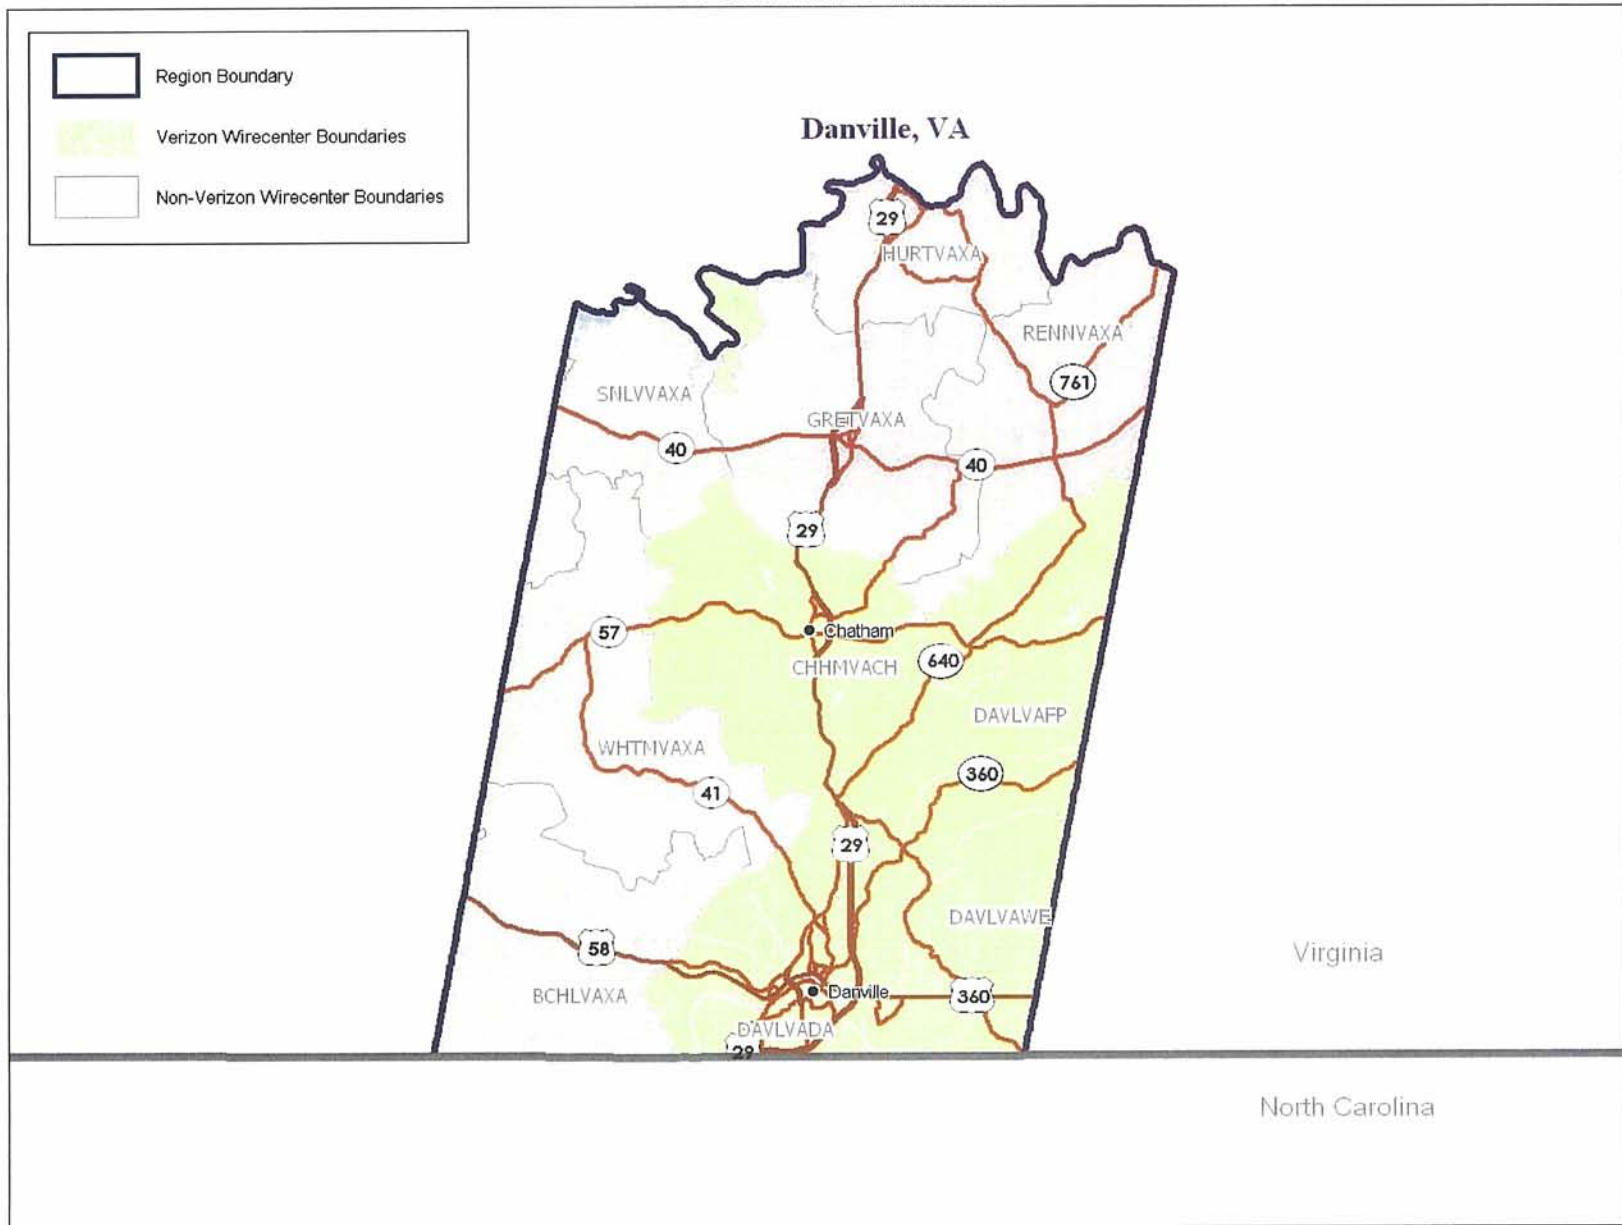 Region Boundary
Verizon Wirecenter Boundaries
Non-Verizon Wirecenter Boundaries
Danville, VA
29
HURTVAXA
RENNVAXA
761
SNLVVAXA
GRETVAXA
40
40
29
57
Chatham
CHHMVACH
640
DAVLVAFP
WHTMVAXA
360
41
29
DAVLVAWE
58
Virginia
BCHLVAXA
Danville
360
DAVLVADA
29
North Carolina